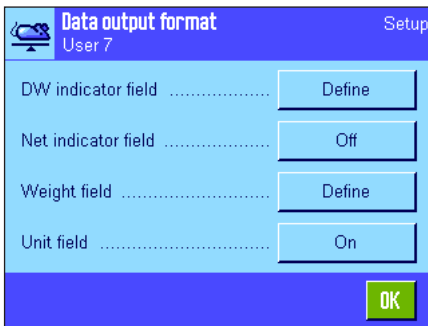 Data output format Setup
User 7
DW indicator field .................... Define
Net indicator field ..................... Off
Weight field ............................. Define
Unit field ................................. On
OK